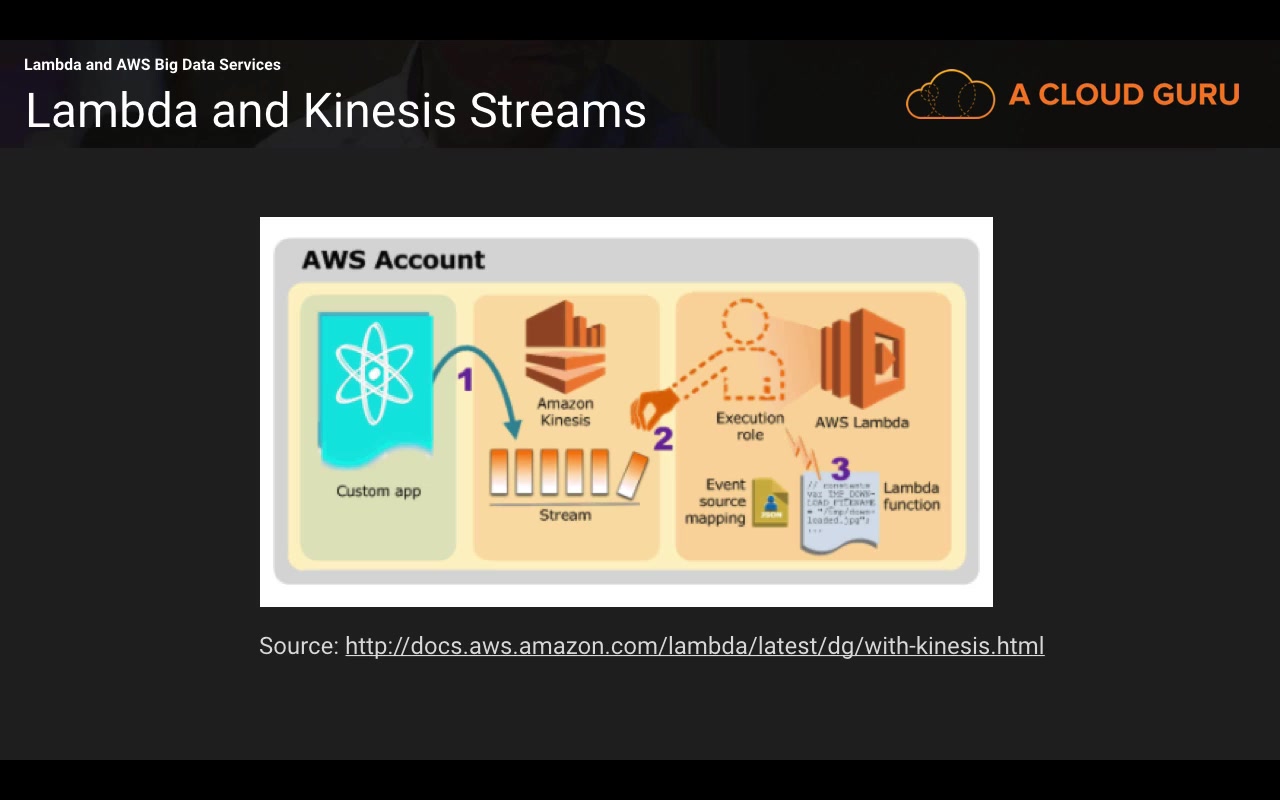 Lambda and AWS Big Data Services
Lambda and Kinesis Streams
A CLOUD GURU
AWS Account
1
Custom app
Amazon
Kinesis
Stream
2
Execution
role
AWS Lambda
Event
source
mapping
JSON
3
var TMP_DOWN-
LOAD_FILENAME
= "/tmp/down-
loaded.jpg";
...
Lambda
function
Source: http://docs.aws.amazon.com/lambda/latest/dg/with-kinesis.html